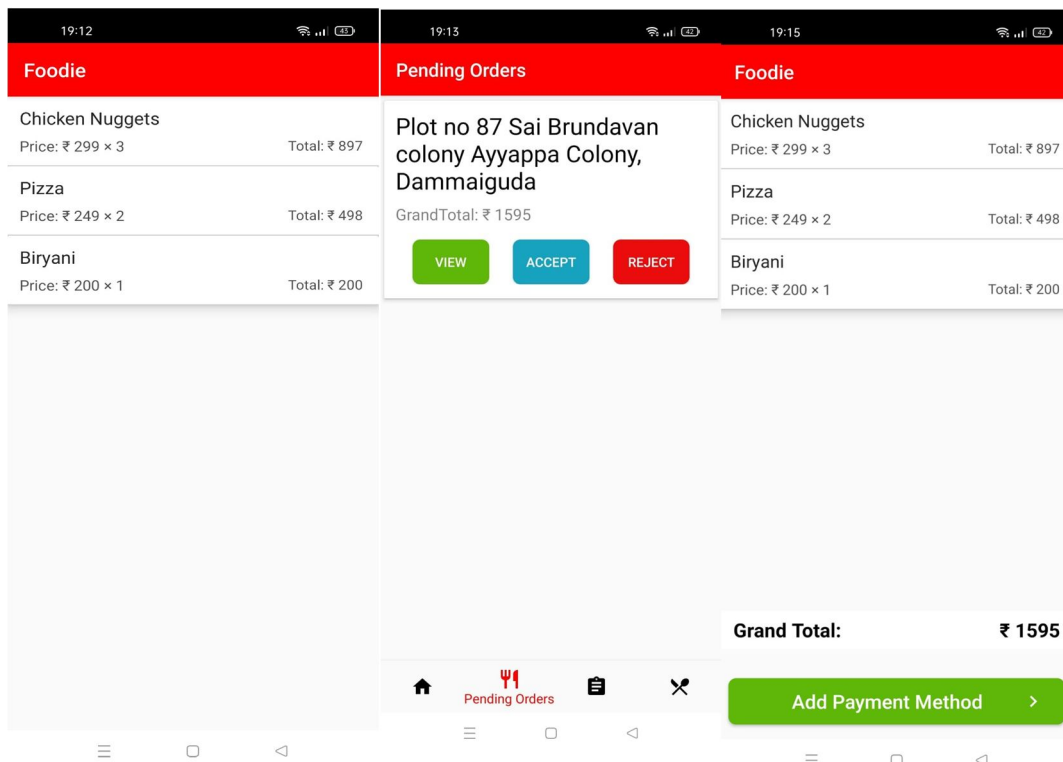 19:12
43
Foodie
Chicken Nuggets
Price: ₹ 299 × 3 Total: ₹ 897
Pizza
Price: ₹ 249 × 2 Total: ₹ 498
Biryani
Price: ₹ 200 × 1 Total: ₹ 200
19:13
42
Pending Orders
Plot no 87 Sai Brundavan
colony Ayyappa Colony,
Dammaiguda
GrandTotal: ₹ 1595
VIEW ACCEPT REJECT
Pending Orders
19:15
42
Foodie
Chicken Nuggets
Price: ₹ 299 × 3 Total: ₹ 897
Pizza
Price: ₹ 249 × 2 Total: ₹ 498
Biryani
Price: ₹ 200 × 1 Total: ₹ 200
Grand Total: ₹ 1595
Add Payment Method